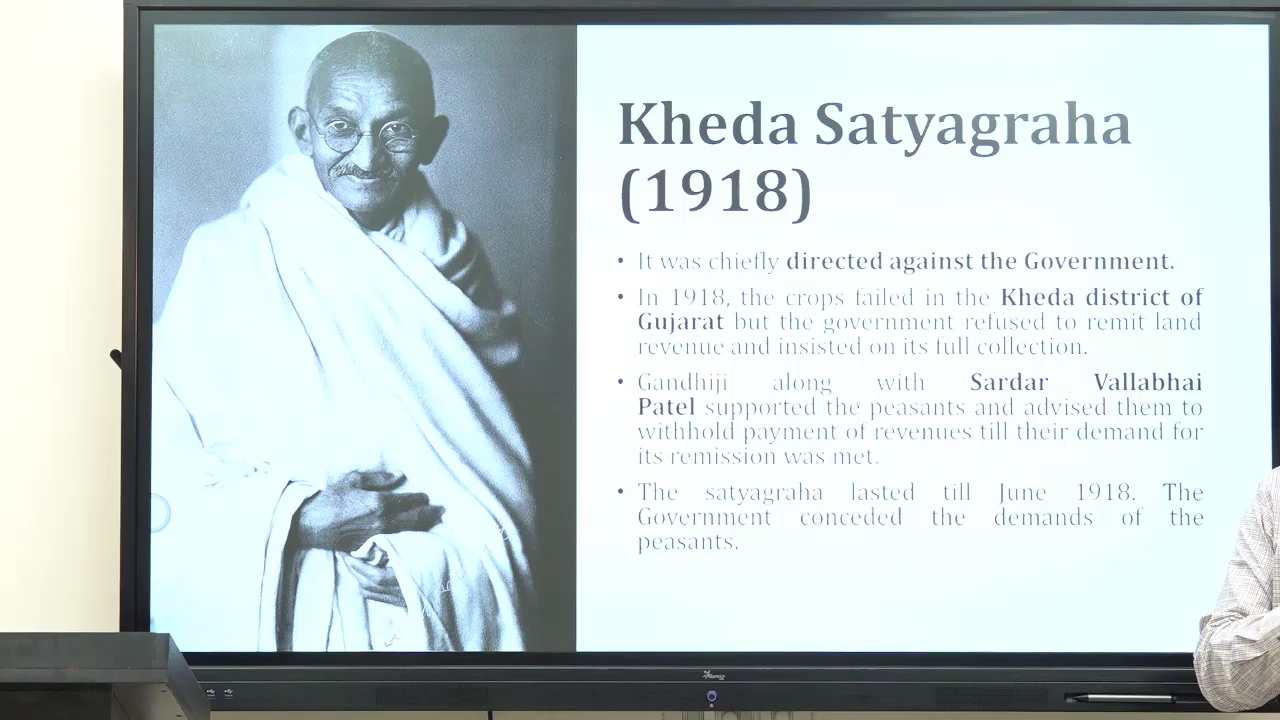 Kheda Satyagraha
(1918)
• It was chiefly directed against the Government.
• In 1918, the crops failed in the Kheda district of
Gujarat but the government refused to remit land
revenue and insisted on its full collection.
• Gandhiji along with Sardar Vallabhai
Patel supported the peasants and advised them to
withhold payment of revenues till their demand for
its remission was met.
• The satyagraha lasted till June 1918. The
Government conceded the demands of the
peasants.